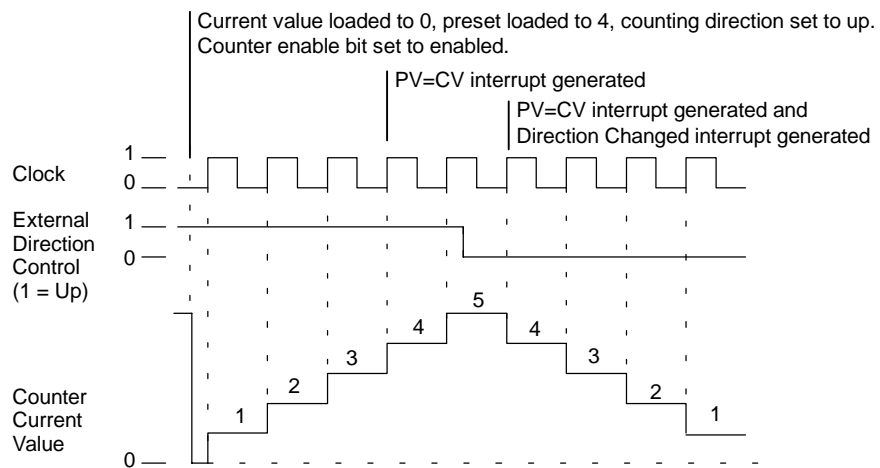 Current value loaded to 0, preset loaded to 4, counting direction set to up.
Counter enable bit set to enabled.
PV=CV interrupt generated
PV=CV interrupt generated and
Direction Changed interrupt generated
Clock
1
0
External
Direction
Control
(1 = Up)
1
0
Counter
Current
Value
0
1
2
3
4
5
4
3
2
1